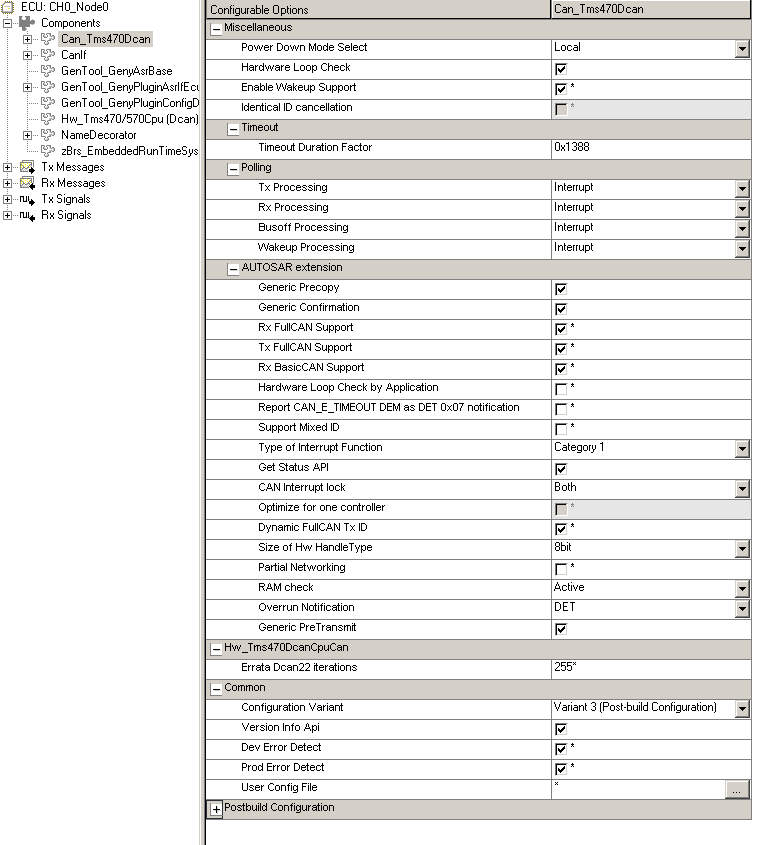 ECU: CH0_Node0
Components
Can_Tms470Dcan
CanIf
GenTool_GenyAsrBase
GenTool_GenyPluginAsrIfEcu
GenTool_GenyPluginConfigD
Hw_Tms470/570Cpu (Dcan)
NameDecorator
zBrs_EmbeddedRunTimeSys
Tx Messages
Rx Messages
Tx Signals
Rx Signals
Configurable Options Can_Tms470Dcan
Miscellaneous
Power Down Mode Select Local
Hardware Loop Check
Enable Wakeup Support *
Identical ID cancellation *
Timeout
Timeout Duration Factor 0x1388
Polling
Tx Processing Interrupt
Rx Processing Interrupt
Busoff Processing Interrupt
Wakeup Processing Interrupt
AUTOSAR extension
Generic Precopy
Generic Confirmation
Rx FullCAN Support *
Tx FullCAN Support *
Rx BasicCAN Support *
Hardware Loop Check by Application *
Report CAN_E_TIMEOUT DEM as DET 0x07 notification *
Support Mixed ID *
Type of Interrupt Function Category 1
Get Status API
CAN Interrupt lock Both
Optimize for one controller *
Dynamic FullCAN Tx ID *
Size of Hw HandleType 8bit
Partial Networking *
RAM check Active
Overrun Notification DET
Generic PreTransmit
Hw_Tms470DcanCpuCan
Errata Dcan22 iterations 255*
Common
Configuration Variant Variant 3 (Post-build Configuration)
Version Info Api
Dev Error Detect *
Prod Error Detect *
User Config File * ...
Postbuild Configuration